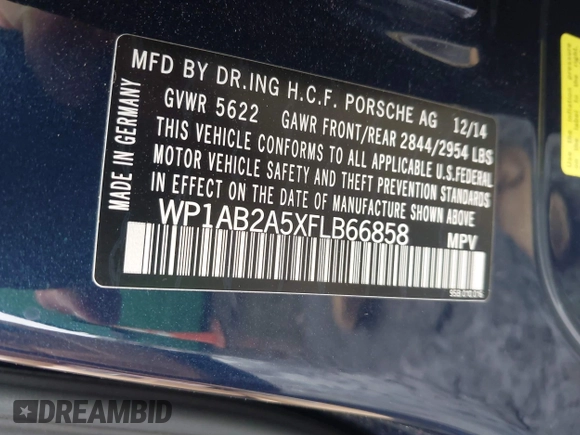 MFD BY DR.ING H.C.F. PORSCHE AG 12/14
GVWR 5622 GAWR FRONT/REAR 2844/2954 LBS
THIS VEHICLE CONFORMS TO ALL APPLICABLE U.S.FEDERAL
MOTOR VEHICLE SAFETY AND THEFT PREVENTION STANDARDS
IN EFFECT ON THE DATE OF MANUFACTURE SHOWN ABOVE.
WP1AB2A5XFLB66858 MPV
MADE IN GERMANY
DREAMBID